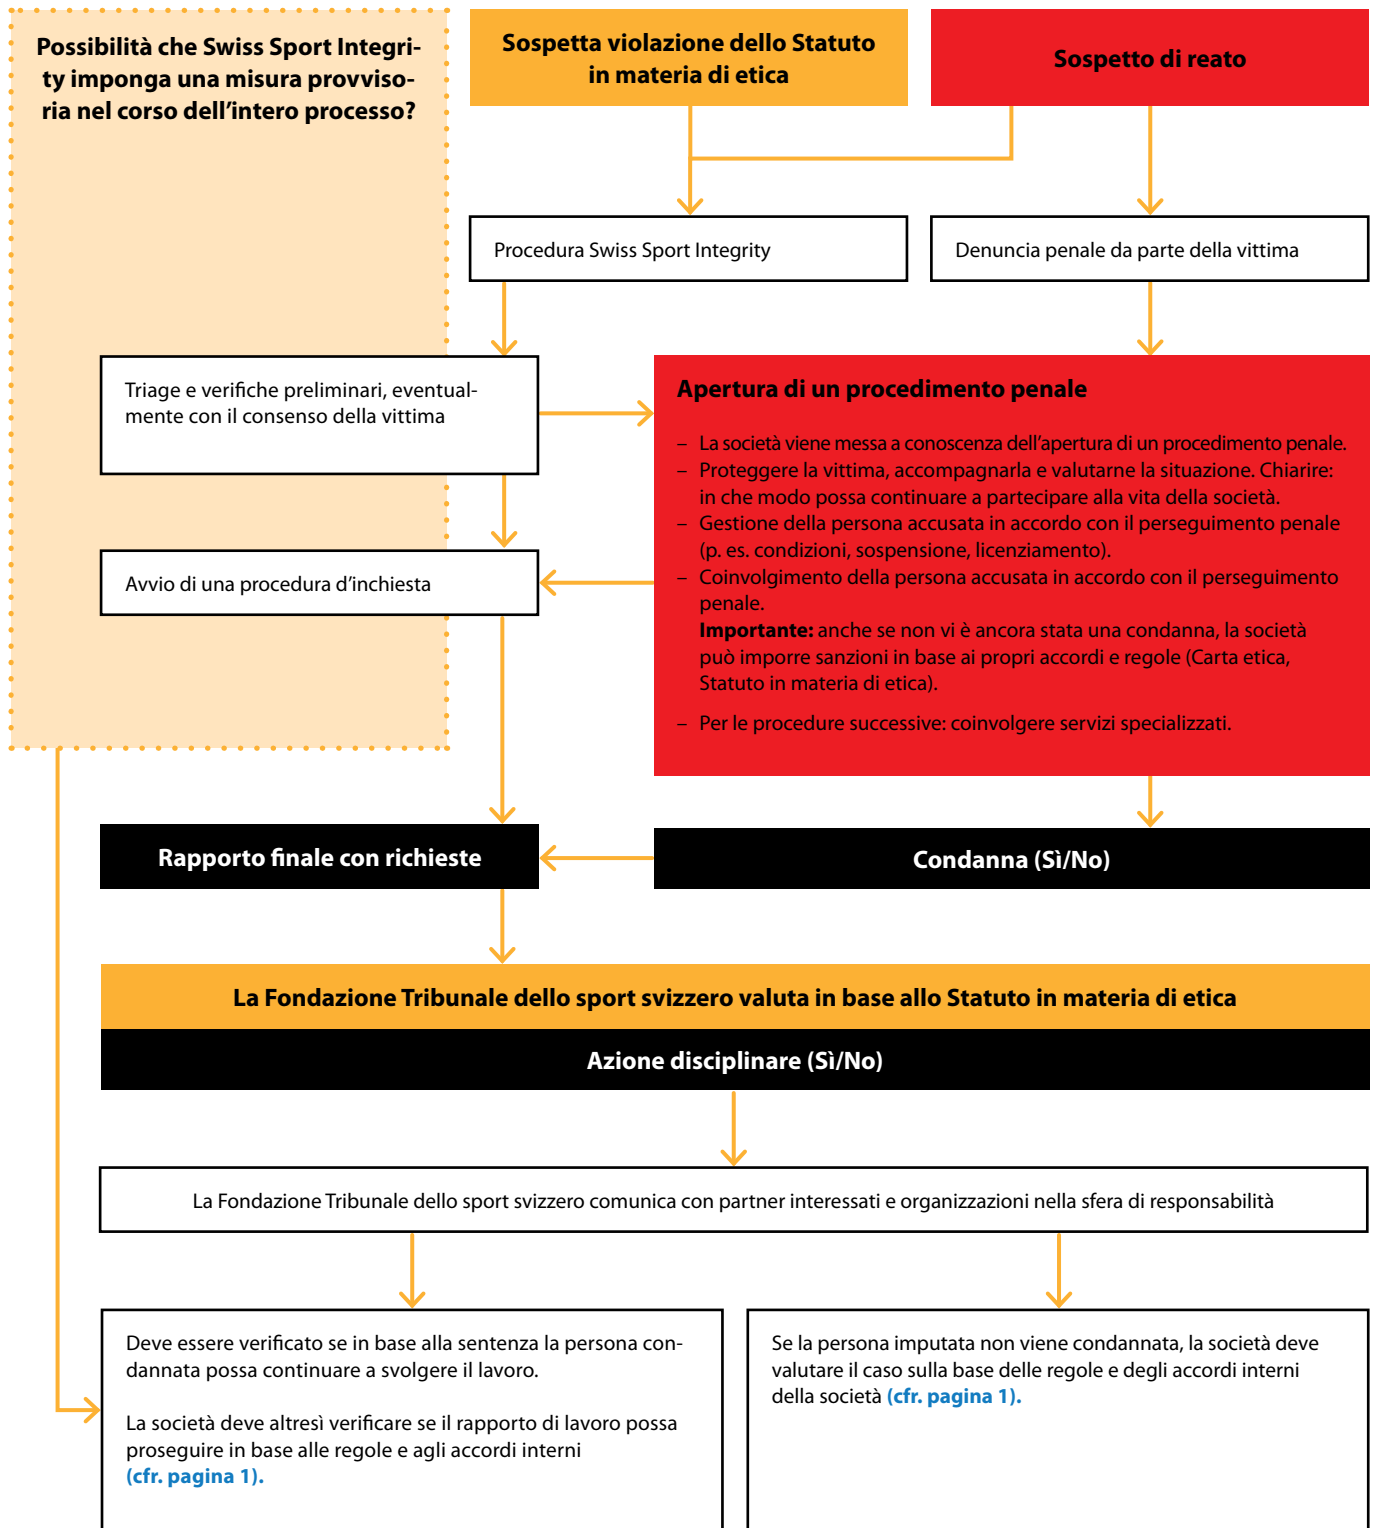 Possibilità che Swiss Sport Integri-
ty imponga una misura provviso-
ria nel corso dell’intero processo?
Sospetta violazione dello Statuto
in materia di etica
Sospetto di reato
Procedura Swiss Sport Integrity
Denuncia penale da parte della vittima
Triage e verifiche preliminari, eventual-
mente con il consenso della vittima
Apertura di un procedimento penale
– La società viene messa a conoscenza dell’apertura di un procedimento penale.
– Proteggere la vittima, accompagnarla e valutarne la situazione. Chiarire:
in che modo possa continuare a partecipare alla vita della società.
– Gestione della persona accusata in accordo con il perseguimento penale
(p. es. condizioni, sospensione, licenziamento).
– Coinvolgimento della persona accusata in accordo con il perseguimento
penale.
Importante: anche se non vi è ancora stata una condanna, la società
può imporre sanzioni in base ai propri accordi e regole (Carta etica,
Statuto in materia di etica).
– Per le procedure successive: coinvolgere servizi specializzati.
Avvio di una procedura d’inchiesta
Rapporto finale con richieste
Condanna (Sì/No)
La Fondazione Tribunale dello sport svizzero valuta in base allo Statuto in materia di etica
Azione disciplinare (Sì/No)
La Fondazione Tribunale dello sport svizzero comunica con partner interessati e organizzazioni nella sfera di responsabilità
Deve essere verificato se in base alla sentenza la persona con-
dannata possa continuare a svolgere il lavoro.
La società deve altresì verificare se il rapporto di lavoro possa
proseguire in base alle regole e agli accordi interni
(cfr. pagina 1).
Se la persona imputata non viene condannata, la società deve
valutare il caso sulla base delle regole e degli accordi interni
della società (cfr. pagina 1).